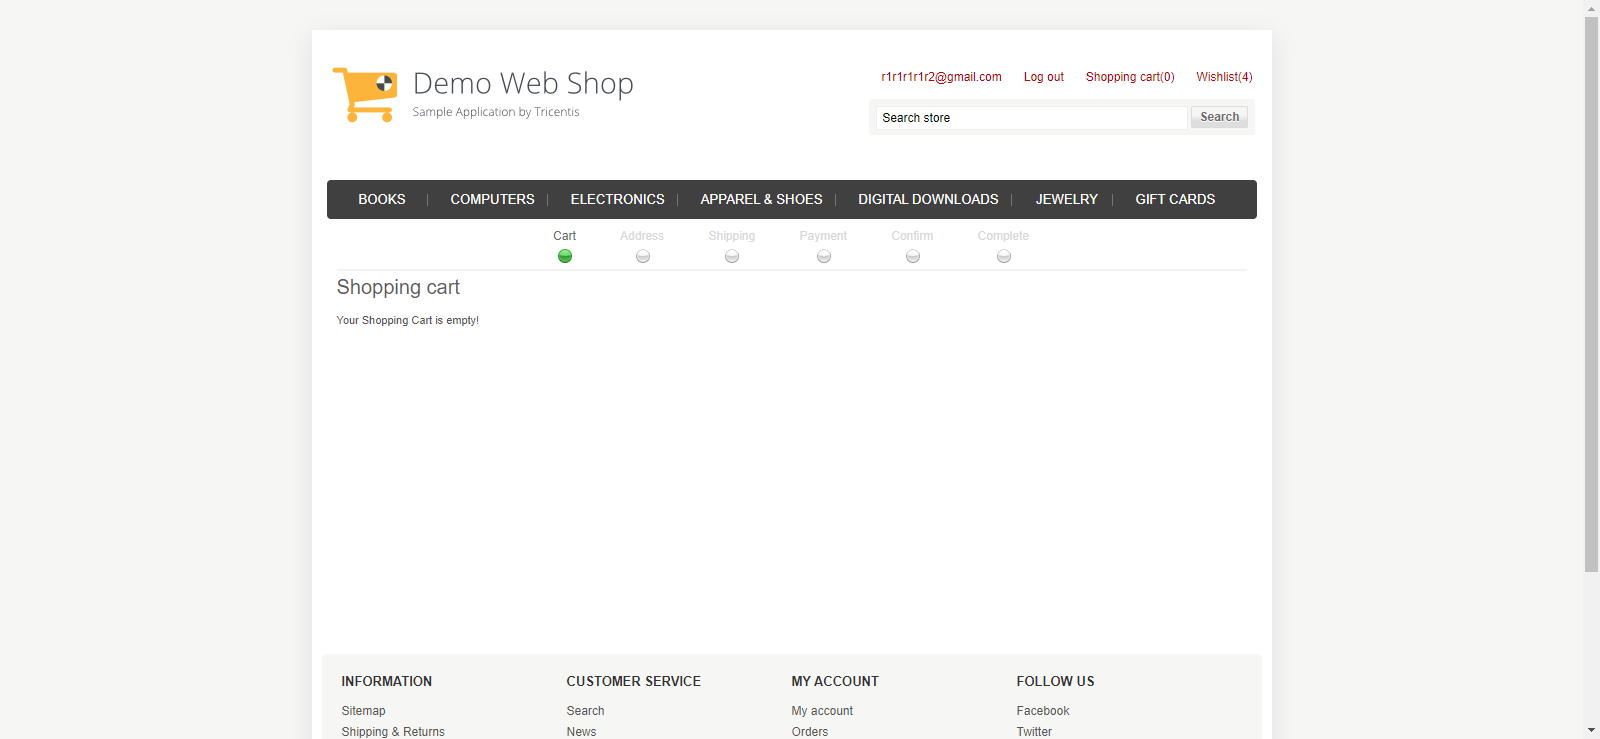 Demo Web Shop
Sample Application by Tricentis
r1r1r1r1r2@gmail.com Log out Shopping cart(0) Wishlist(4)
Search store Search
BOOKS COMPUTERS ELECTRONICS APPAREL & SHOES DIGITAL DOWNLOADS JEWELRY GIFT CARDS
Cart Address Shipping Payment Confirm Complete
Shopping cart
Your Shopping Cart is empty!
INFORMATION CUSTOMER SERVICE MY ACCOUNT FOLLOW US
Sitemap Search My account Facebook
Shipping & Returns News Orders Twitter